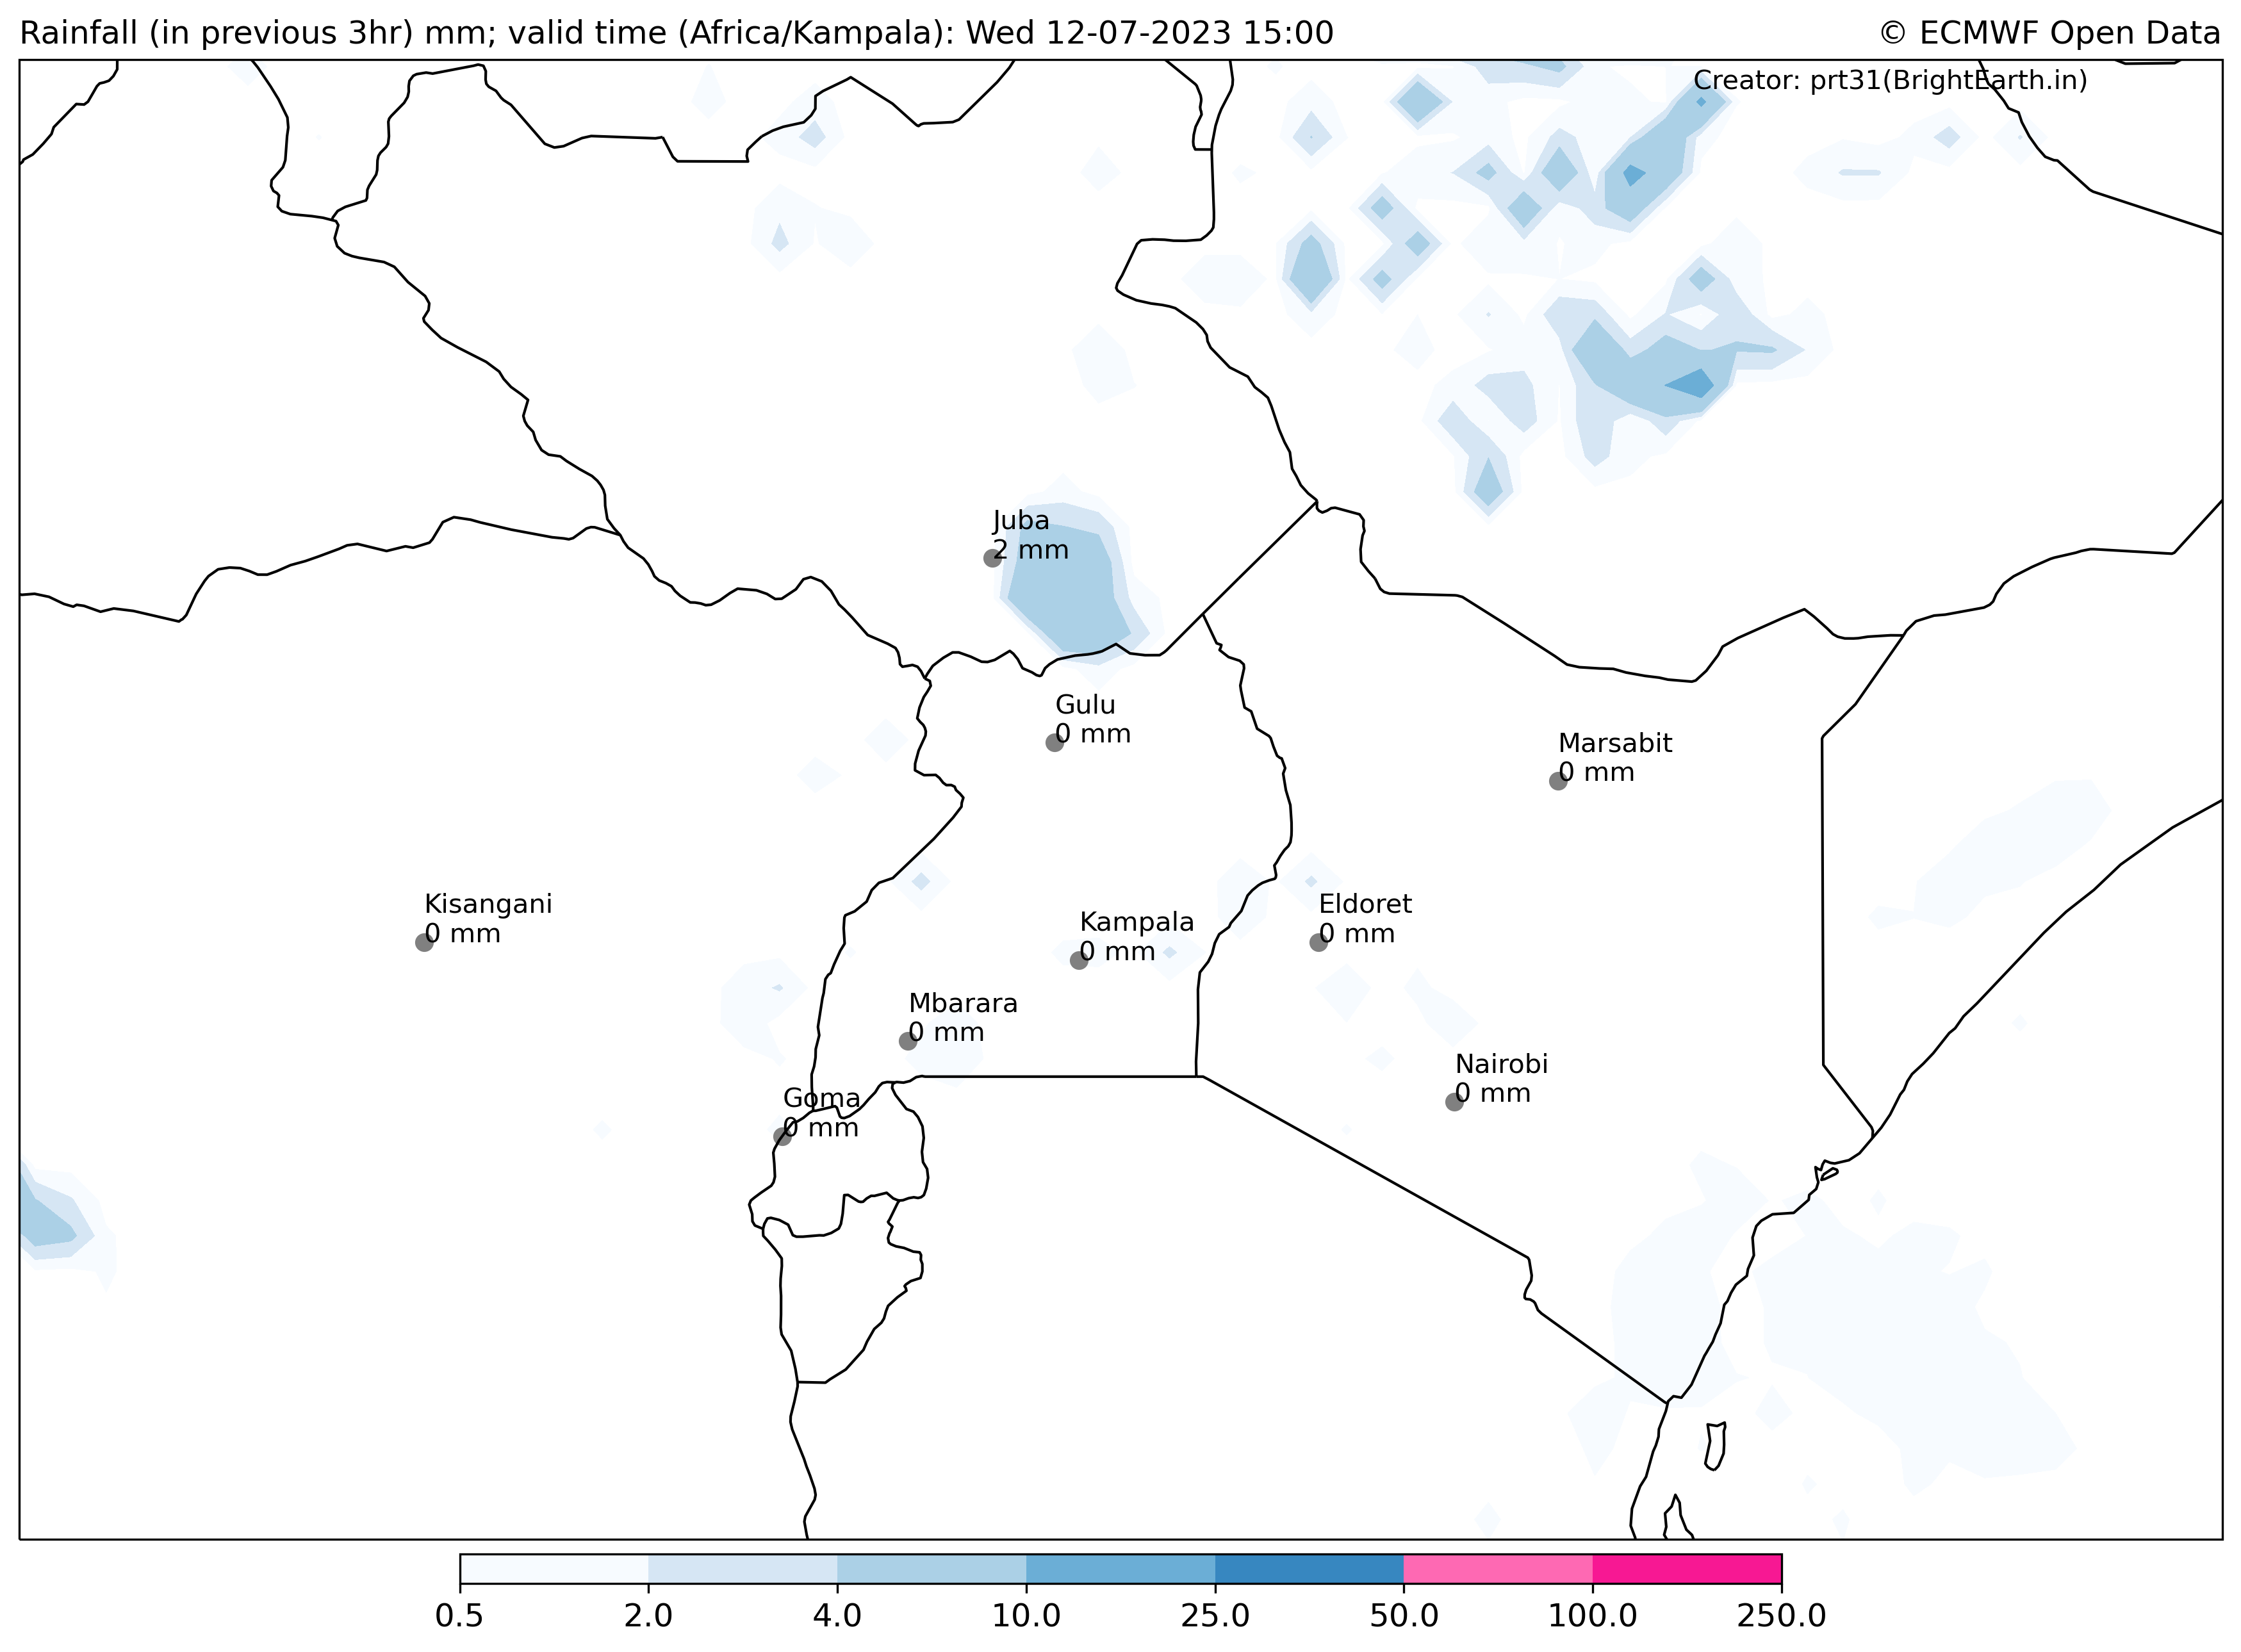 Rainfall (in previous 3hr) mm; valid time (Africa/Kampala): Wed 12-07-2023 15:00
© ECMWF Open Data
Creator: prt31(BrightEarth.in)
Juba
2 mm
Gulu
0 mm
Marsabit
0 mm
Kisangani
0 mm
Eldoret
0 mm
Kampala
0 mm
Mbarara
0 mm
Nairobi
0 mm
Goma
0 mm
0.5 2.0 4.0 10.0 25.0 50.0 100.0 250.0